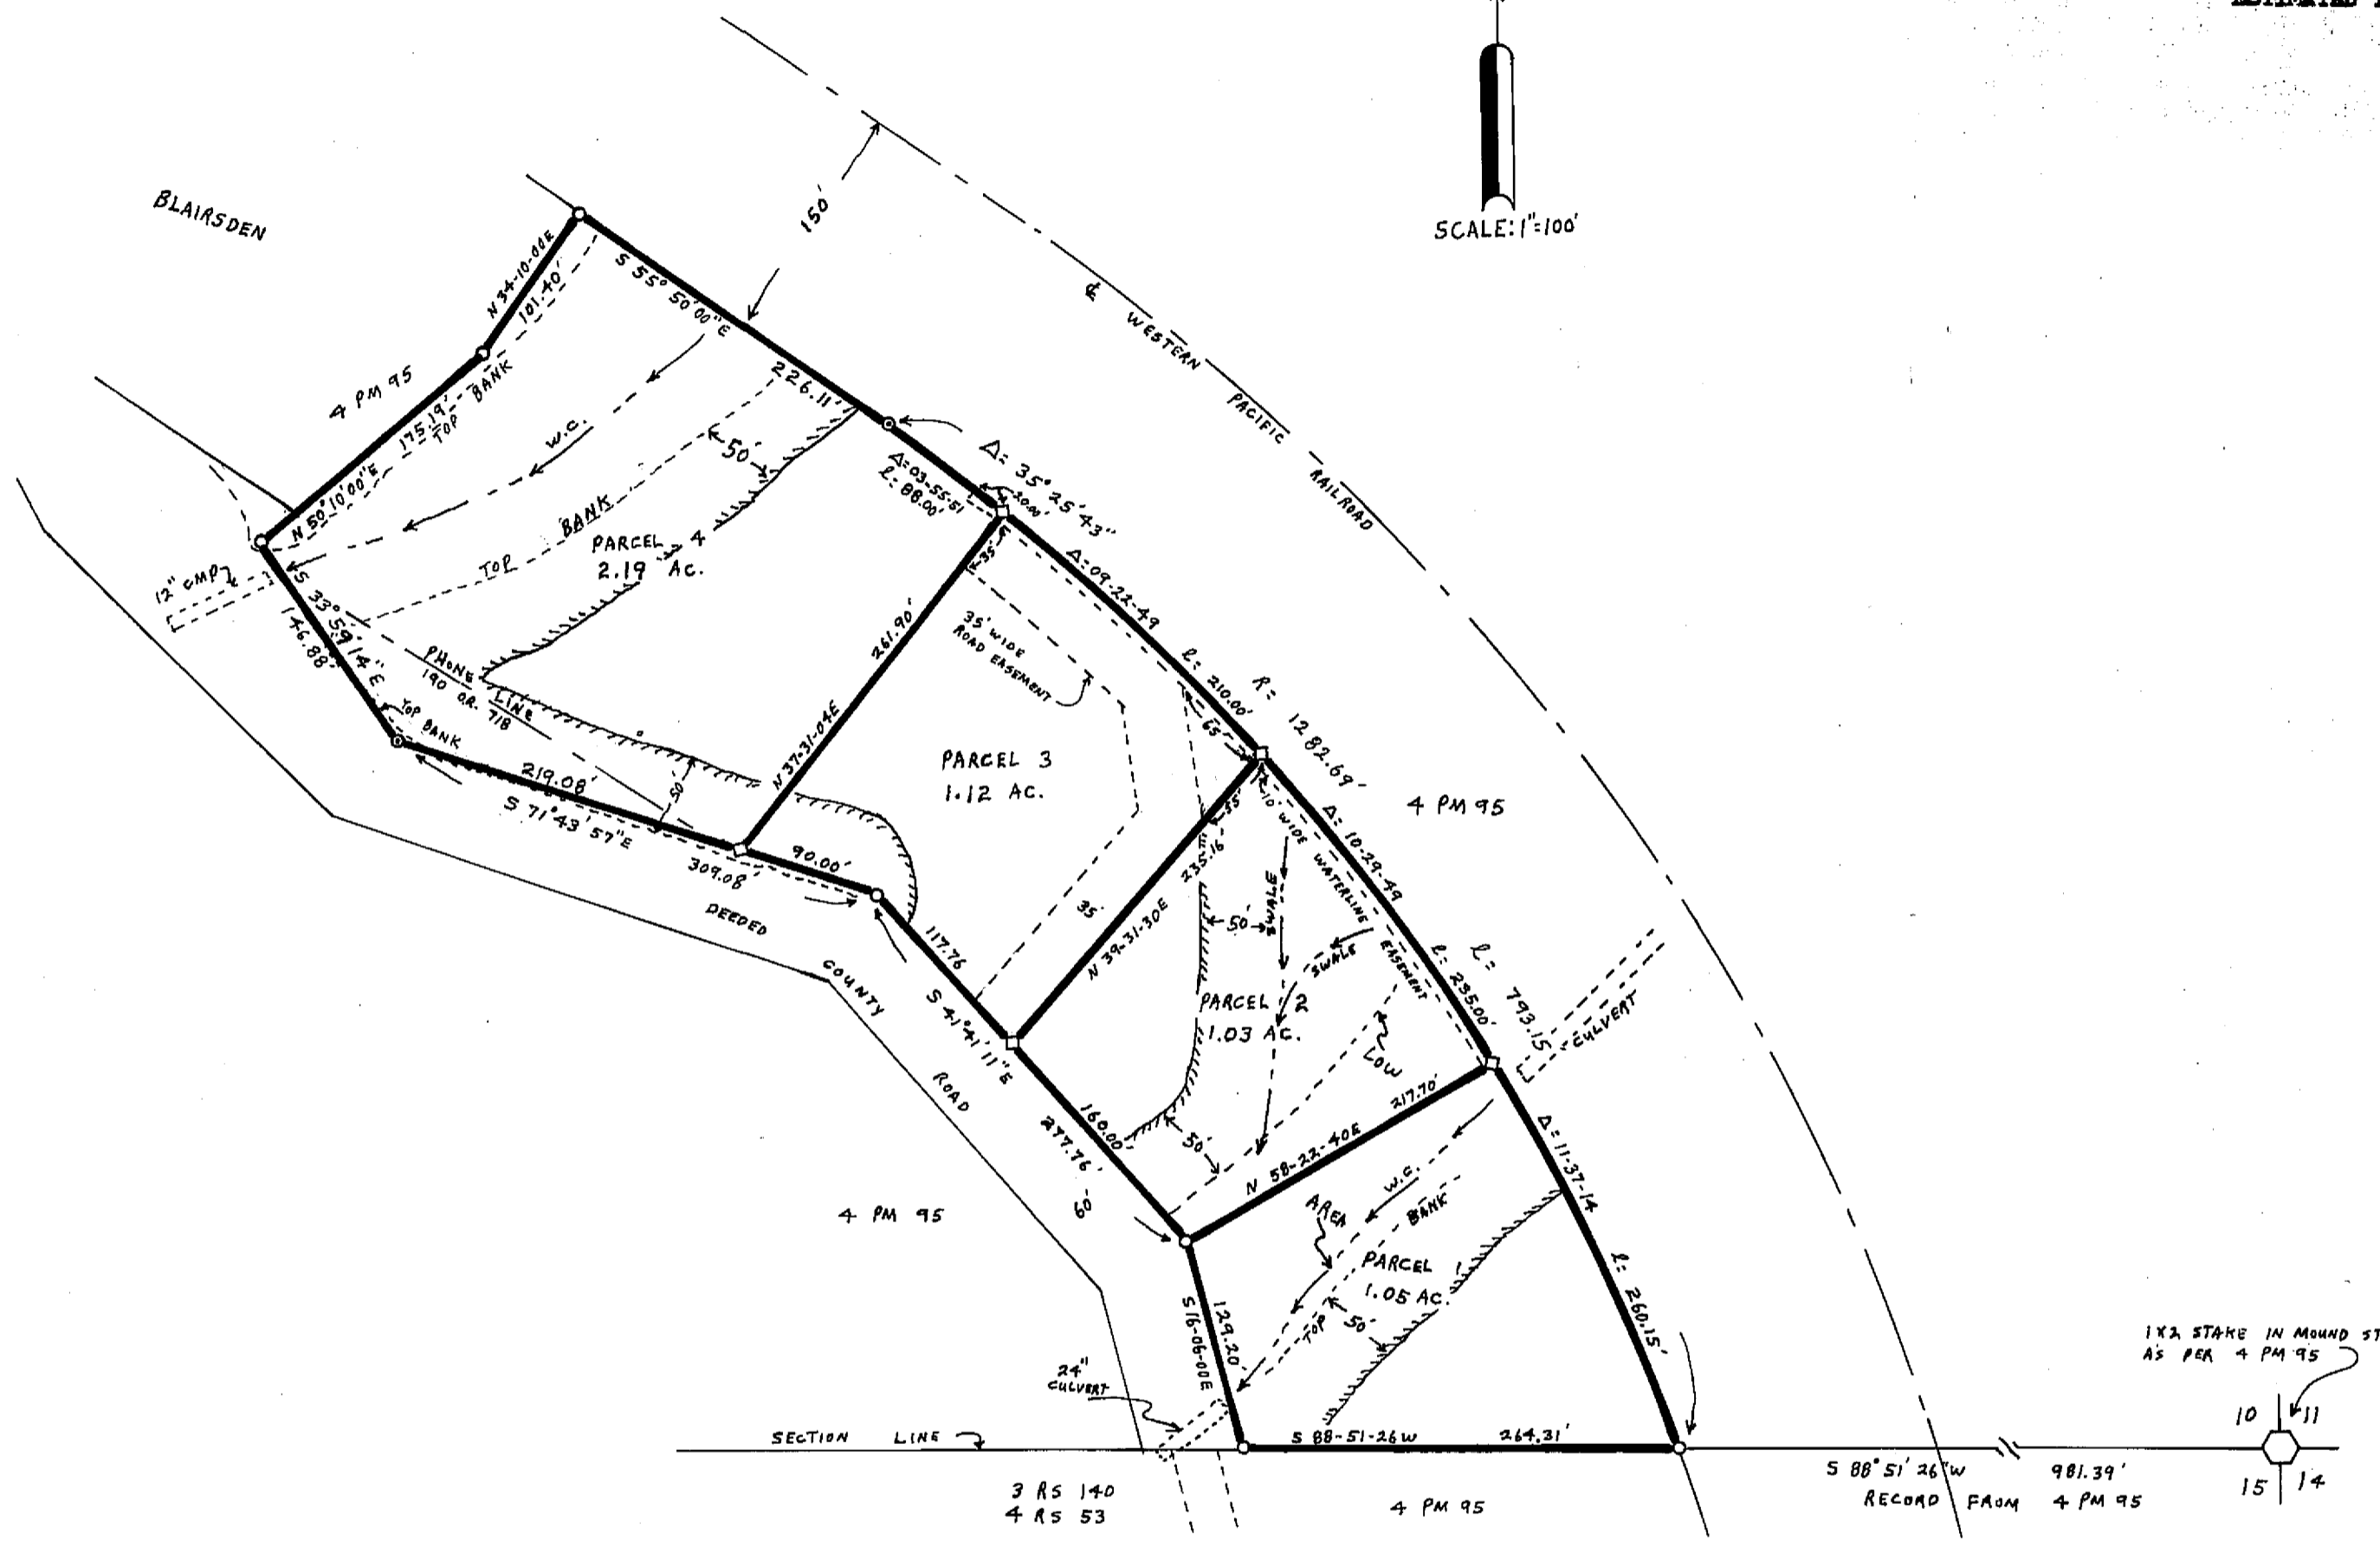 SCALE: 1"=100'
BLAIRSDEN
150'
N 34-10-00E
101.40'
S 55° 50' 00" E
226.11'
℄
WESTERN PACIFIC RAILROAD
4 PM 95
N 50° 10' 00" E
175.19'
TOP BANK
W.C.
50'
TOP BANK
PARCEL 4
2.19 AC.
Δ=03-55-51
l=88.00'
Δ= 35° 25' 43"
20.00'
35'
Δ=09-22-49
l=210.00'
R= 1282.69'
12" CMP
S 33° 59' 14" E
146.88'
PHONE LINE
190 O.R. 718
TOP BANK
261.90'
N 37-31-04E
35' WIDE
ROAD EASEMENT
PARCEL 3
1.12 AC.
65'
35'
4 PM 95
219.08'
S 71° 43' 57" E
50'
309.08'
90.00'
DEEDED COUNTY ROAD
10' WIDE WATERLINE EASEMENT
Δ= 10-29-49
l=235.00'
l= 793.15
235.16'
N 39-31-30E
35'
117.76
S 41° 41' 11" E
50'
SWALE
SWALE
PARCEL 2
1.03 AC.
LOW
CULVERT
160.00'
277.76'
50'
217.70'
N 58-22-40E
60'
4 PM 95
AREA
W.C.
BANK
TOP
PARCEL 1
1.05 AC.
50'
Δ=11-37-14
l= 260.15'
129.20'
S16-06-00E
24"
CULVERT
1X2 STAKE IN MOUND
AS PER 4 PM 95
SECTION LINE
S 88-51-26W
264.31'
10
11
15
14
S 88° 51' 26" W
981.39'
RECORD FROM 4 PM 95
3 RS 140
4 RS 53
4 PM 95